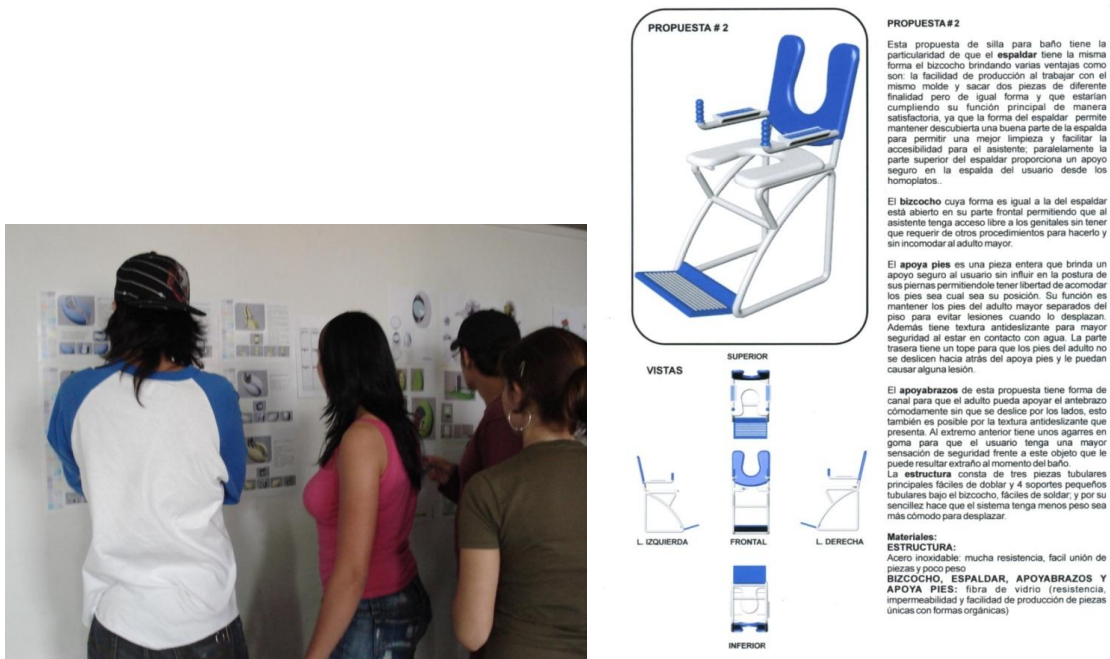 PROPUESTA # 2
PROPUESTA # 2
Esta propuesta de silla para baño tiene la
particularidad de que el espaldar tiene la misma
forma el bizcocho brindando varias ventajas como
son: la facilidad de producción al trabajar con el
mismo molde y sacar dos piezas de diferente
finalidad pero de igual forma y que estarían
cumpliendo su función principal de manera
satisfactoria, ya que la forma del espaldar permite
mantener descubierta una buena parte de la espalda
para permitir una mejor limpieza y facilitar la
accesibilidad para el asistente; paralelamente la
parte superior del espaldar proporciona un apoyo
seguro en la espalda del usuario desde los
homoplatos..
El bizcocho cuya forma es igual a la del espaldar
está abierto en su parte frontal permitiendo que al
asistente tenga acceso libre a los genitales sin tener
que requerir de otros procedimientos para hacerlo y
sin incomodar al adulto mayor.
El apoya pies es una pieza entera que brinda un
apoyo seguro al usuario sin influir en la postura de
sus piernas permitiendole tener libertad de acomodar
los pies sea cual sea su posición. Su función es
mantener los pies del adulto mayor separados del
piso para evitar lesiones cuando lo desplazan.
Además tiene textura antideslizante para mayor
seguridad al estar en contacto con agua. La parte
trasera tiene un tope para que los pies del adulto no
se deslicen hacia atrás del apoya pies y le puedan
causar alguna lesión.
El apoyabrazos de esta propuesta tiene forma de
canal para que el adulto pueda apoyar el antebrazo
cómodamente sin que se deslice por los lados, esto
también es posible por la textura antideslizante que
presenta. Al extremo anterior tiene unos agarres en
goma para que el usuario tenga una mayor
sensación de seguridad frente a este objeto que le
puede resultar extraño al momento del baño.
La estructura consta de tres piezas tubulares
principales fáciles de doblar y 4 soportes pequeños
tubulares bajo el bizcocho, fáciles de soldar; y por su
sencillez hace que el sistema tenga menos peso sea
más cómodo para desplazar.
Materiales:
ESTRUCTURA:
Acero inoxidable: mucha resistencia, facil unión de
piezas y poco peso
BIZCOCHO, ESPALDAR, APOYABRAZOS Y
APOYA PIES: fibra de vidrio (resistencia,
impermeabilidad y facilidad de producción de piezas
únicas con formas orgánicas)
VISTAS
SUPERIOR
L. IZQUIERDA
FRONTAL
L. DERECHA
INFERIOR